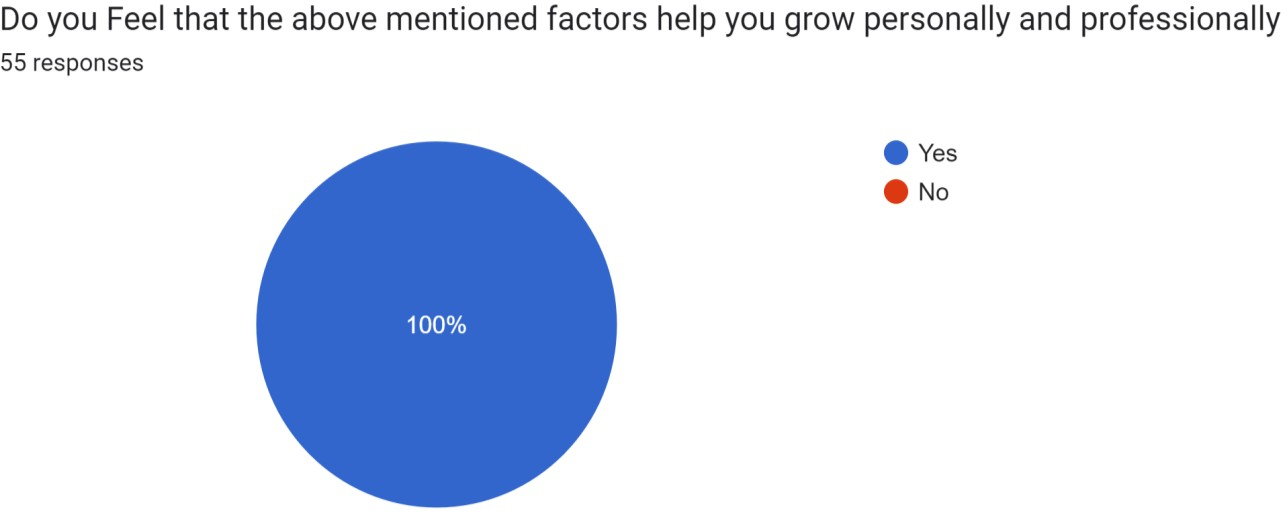 Do you Feel that the above mentioned factors help you grow personally and professionally
55 responses
Yes
No
100%